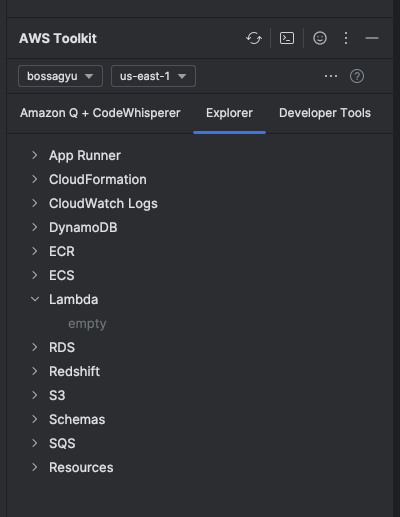 AWS Toolkit
bossagyu us-east-1
Amazon Q + CodeWhisperer Explorer Developer Tools
App Runner
CloudFormation
CloudWatch Logs
DynamoDB
ECR
ECS
Lambda
empty
RDS
Redshift
S3
Schemas
SQS
Resources